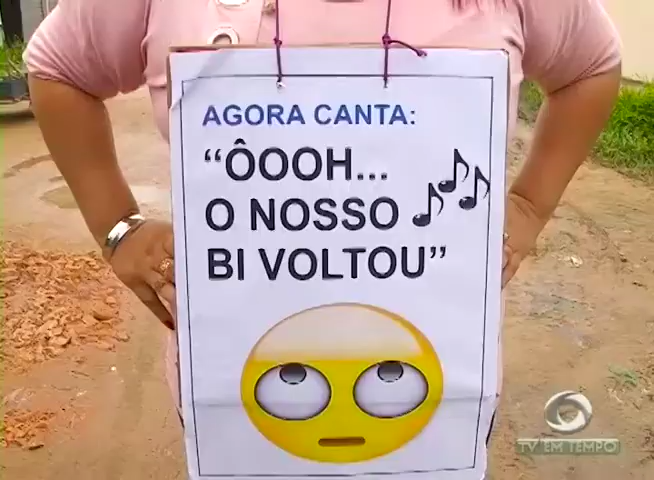 AGORA CANTA:
“ÔOOH...
O NOSSO
BI VOLTOU”
TV EM TEMPO